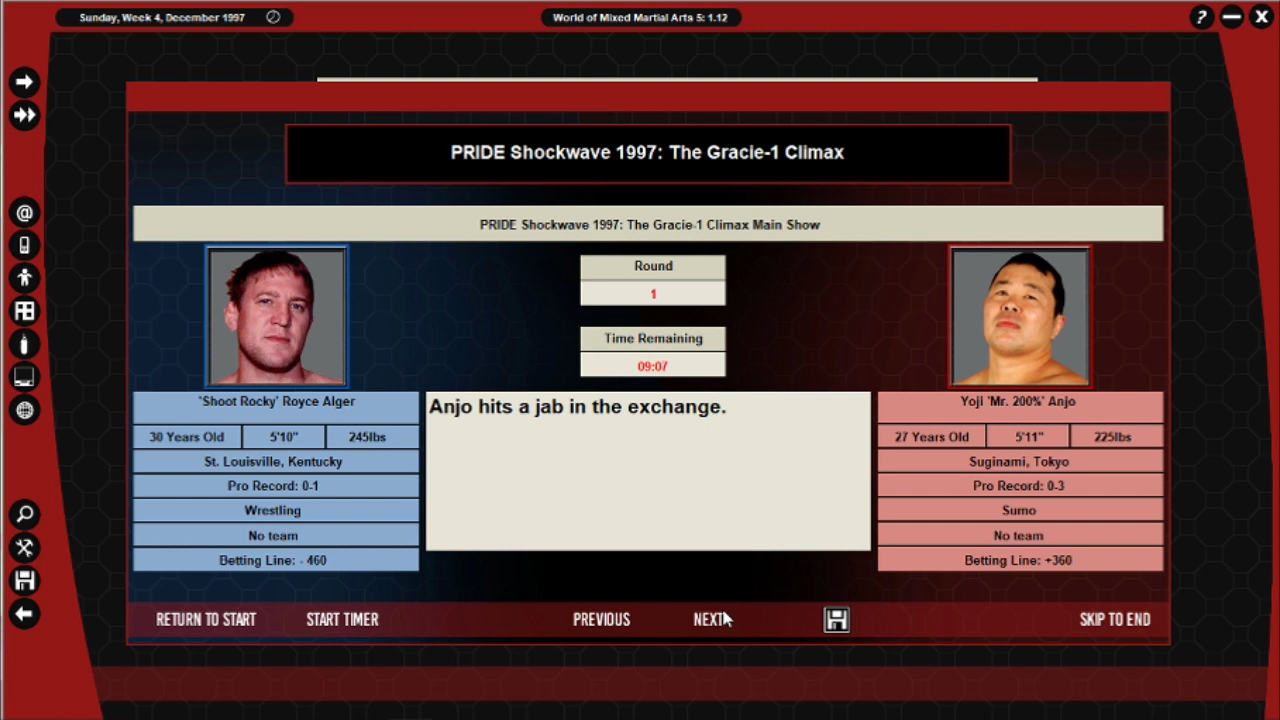 Sunday, Week 4, December 1997
World of Mixed Martial Arts 5: 1.12
?
X
@
PRIDE Shockwave 1997: The Gracie-1 Climax
PRIDE Shockwave 1997: The Gracie-1 Climax Main Show
Round
1
Time Remaining
09:07
'Shoot Rocky' Royce Alger
30 Years Old
5'10"
245lbs
St. Louisville, Kentucky
Pro Record: 0-1
Wrestling
No team
Betting Line: - 460
Anjo hits a jab in the exchange.
Yoji 'Mr. 200%' Anjo
27 Years Old
5'11"
225lbs
Suginami, Tokyo
Pro Record: 0-3
Sumo
No team
Betting Line: +360
RETURN TO START
START TIMER
PREVIOUS
NEXT
SKIP TO END